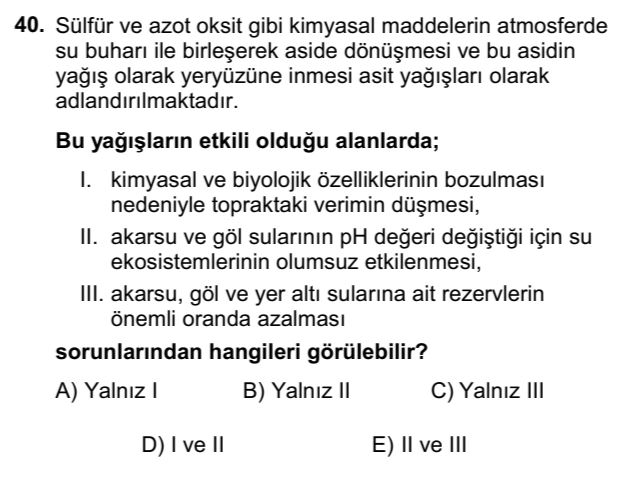 40. Sülfür ve azot oksit gibi kimyasal maddelerin atmosferde
su buharı ile birleşerek aside dönüşmesi ve bu asidin
yağış olarak yeryüzüne inmesi asit yağışları olarak
adlandırılmaktadır.
Bu yağışların etkili olduğu alanlarda;
I. kimyasal ve biyolojik özelliklerinin bozulması
nedeniyle topraktaki verimin düşmesi,
II. akarsu ve göl sularının pH değeri değiştiği için su
ekosistemlerinin olumsuz etkilenmesi,
III. akarsu, göl ve yer altı sularına ait rezervlerin
önemli oranda azalması
sorunlarından hangileri görülebilir?
A) Yalnız I B) Yalnız II C) Yalnız III
D) I ve II E) II ve III